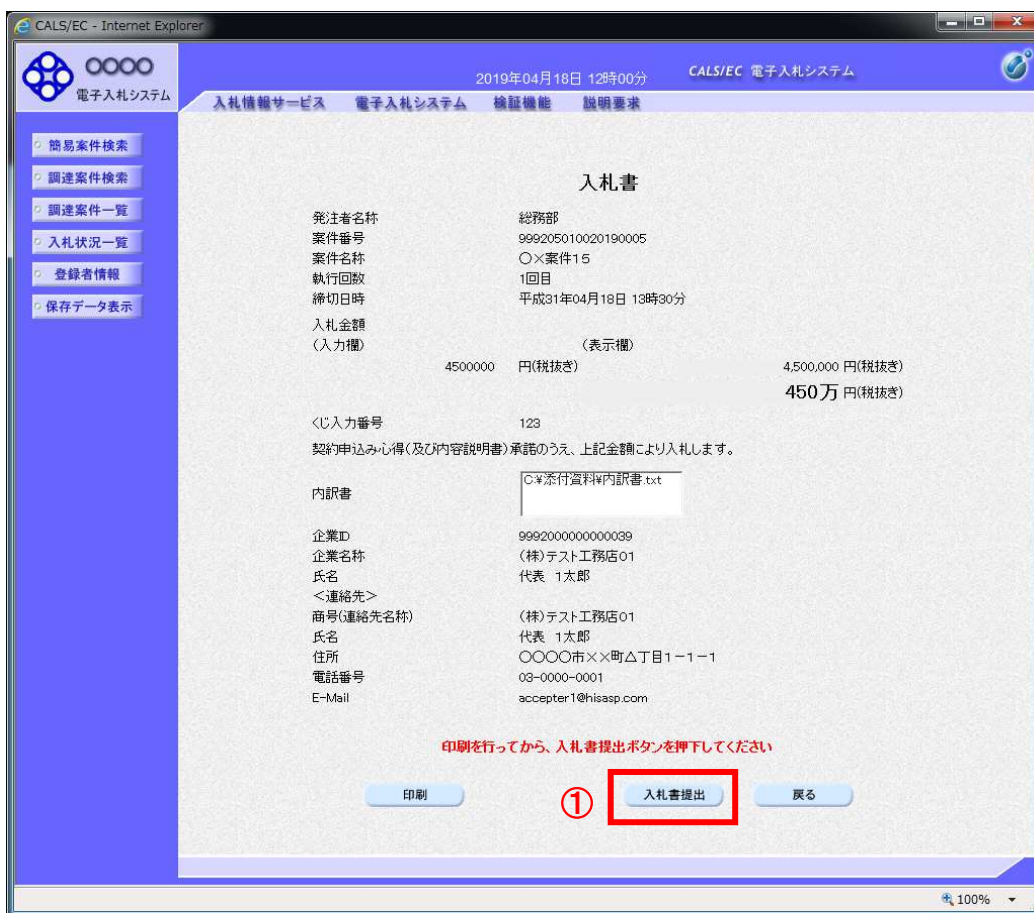 CALS/EC - Internet Explorer
○○○○
電子入札システム
2019年04月18日 12時00分
CALS/EC 電子入札システム
入札情報サービス 電子入札システム 検証機能 説明要求
簡易案件検索
調達案件検索
調達案件一覧
入札状況一覧
登録者情報
保存データ表示
入札書
発注者名称 総務部
案件番号 999205010020190005
案件名称 ○×案件15
執行回数 1回目
締切日時 平成31年04月18日 13時30分
入札金額
(入力欄) (表示欄)
4500000 円(税抜き) 4,500,000 円(税抜き)
450万 円(税抜き)
くじ入力番号 123
契約申込み心得(及び内容説明書)承諾のうえ、上記金額により入札します。
内訳書 C:¥添付資料¥内訳書.txt
企業ID 9992000000000039
企業名称 (株)テスト工務店01
氏名 代表 1太郎
<連絡先>
商号(連絡先名称) (株)テスト工務店01
氏名 代表 1太郎
住所 ○○○○市××町△丁目1-1-1
電話番号 03-0000-0001
E-Mail accepter1@hisasp.com
印刷を行ってから、入札書提出ボタンを押下してください
印刷 ① 入札書提出 戻る
100%